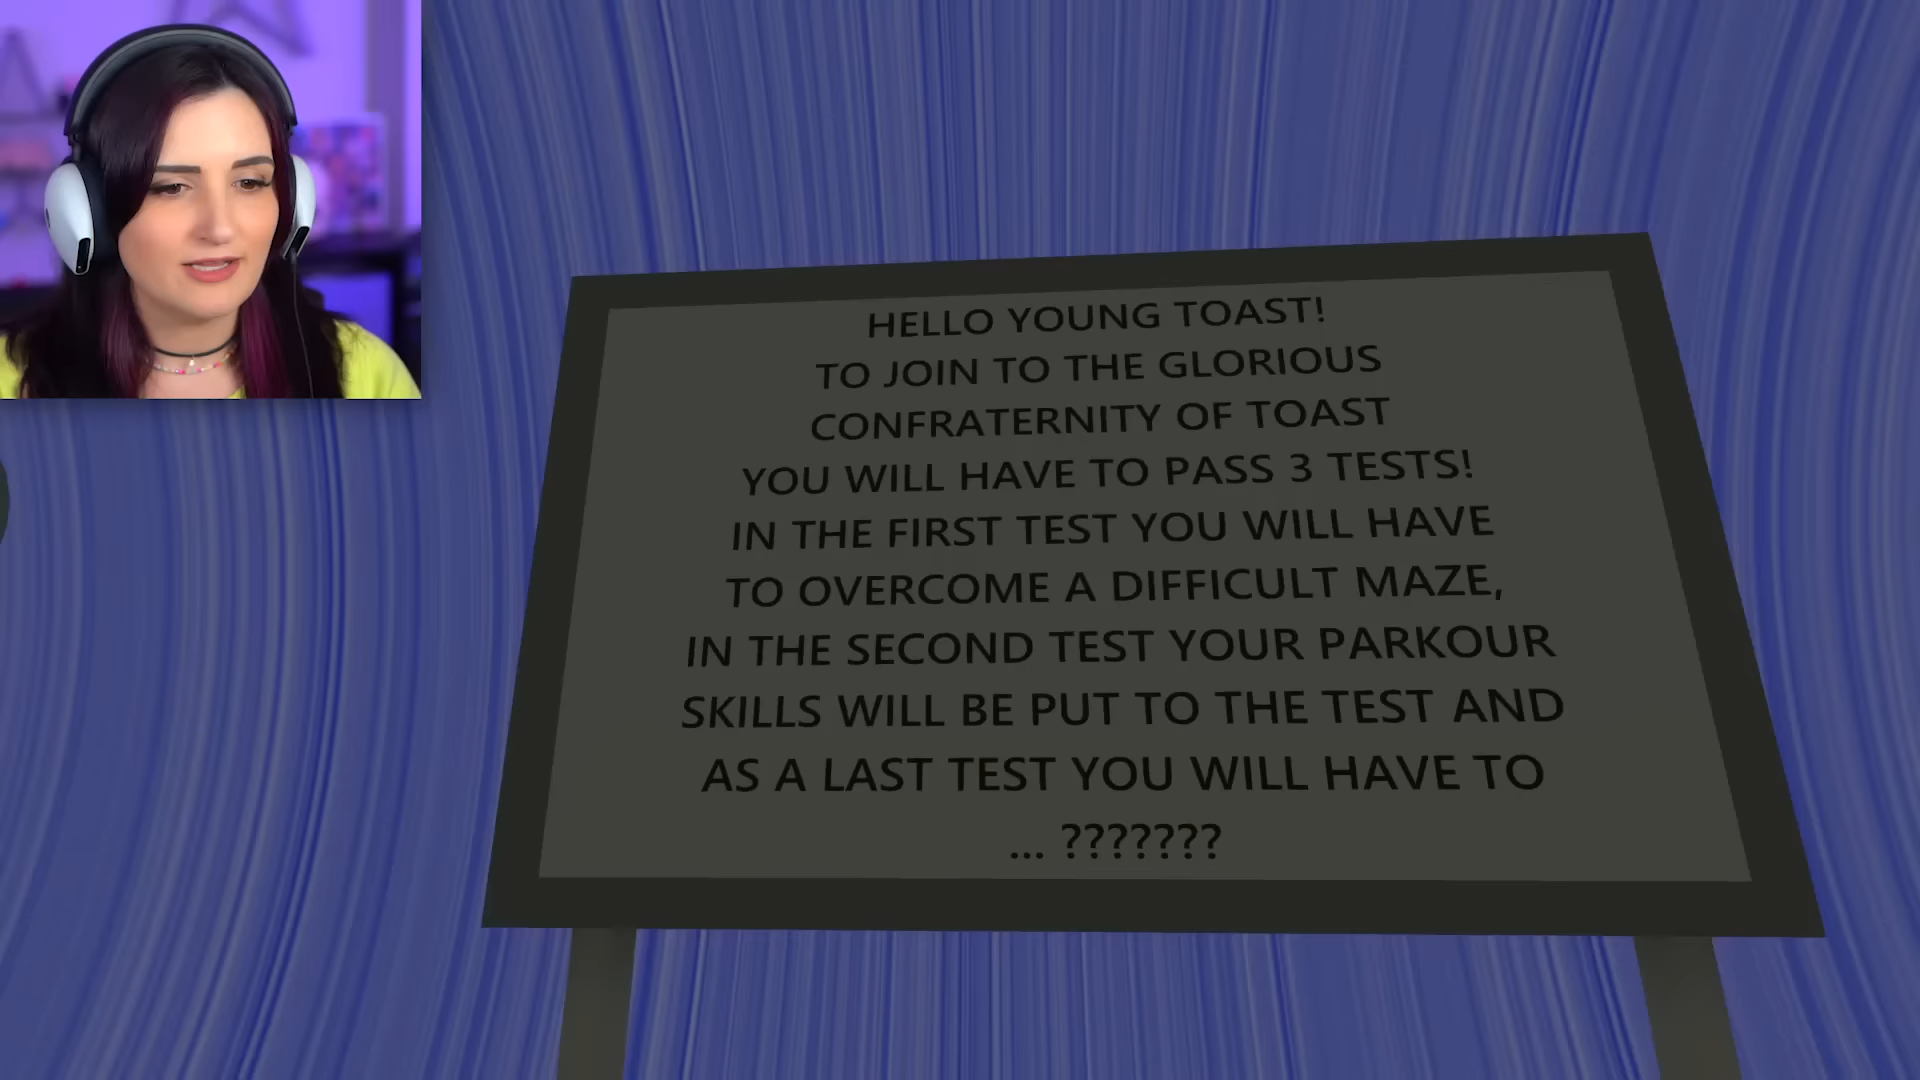 HELLO YOUNG TOAST!
TO JOIN TO THE GLORIOUS
CONFRATERNITY OF TOAST
YOU WILL HAVE TO PASS 3 TESTS!
IN THE FIRST TEST YOU WILL HAVE
TO OVERCOME A DIFFICULT MAZE,
IN THE SECOND TEST YOUR PARKOUR
SKILLS WILL BE PUT TO THE TEST AND
AS A LAST TEST YOU WILL HAVE TO
... ???????